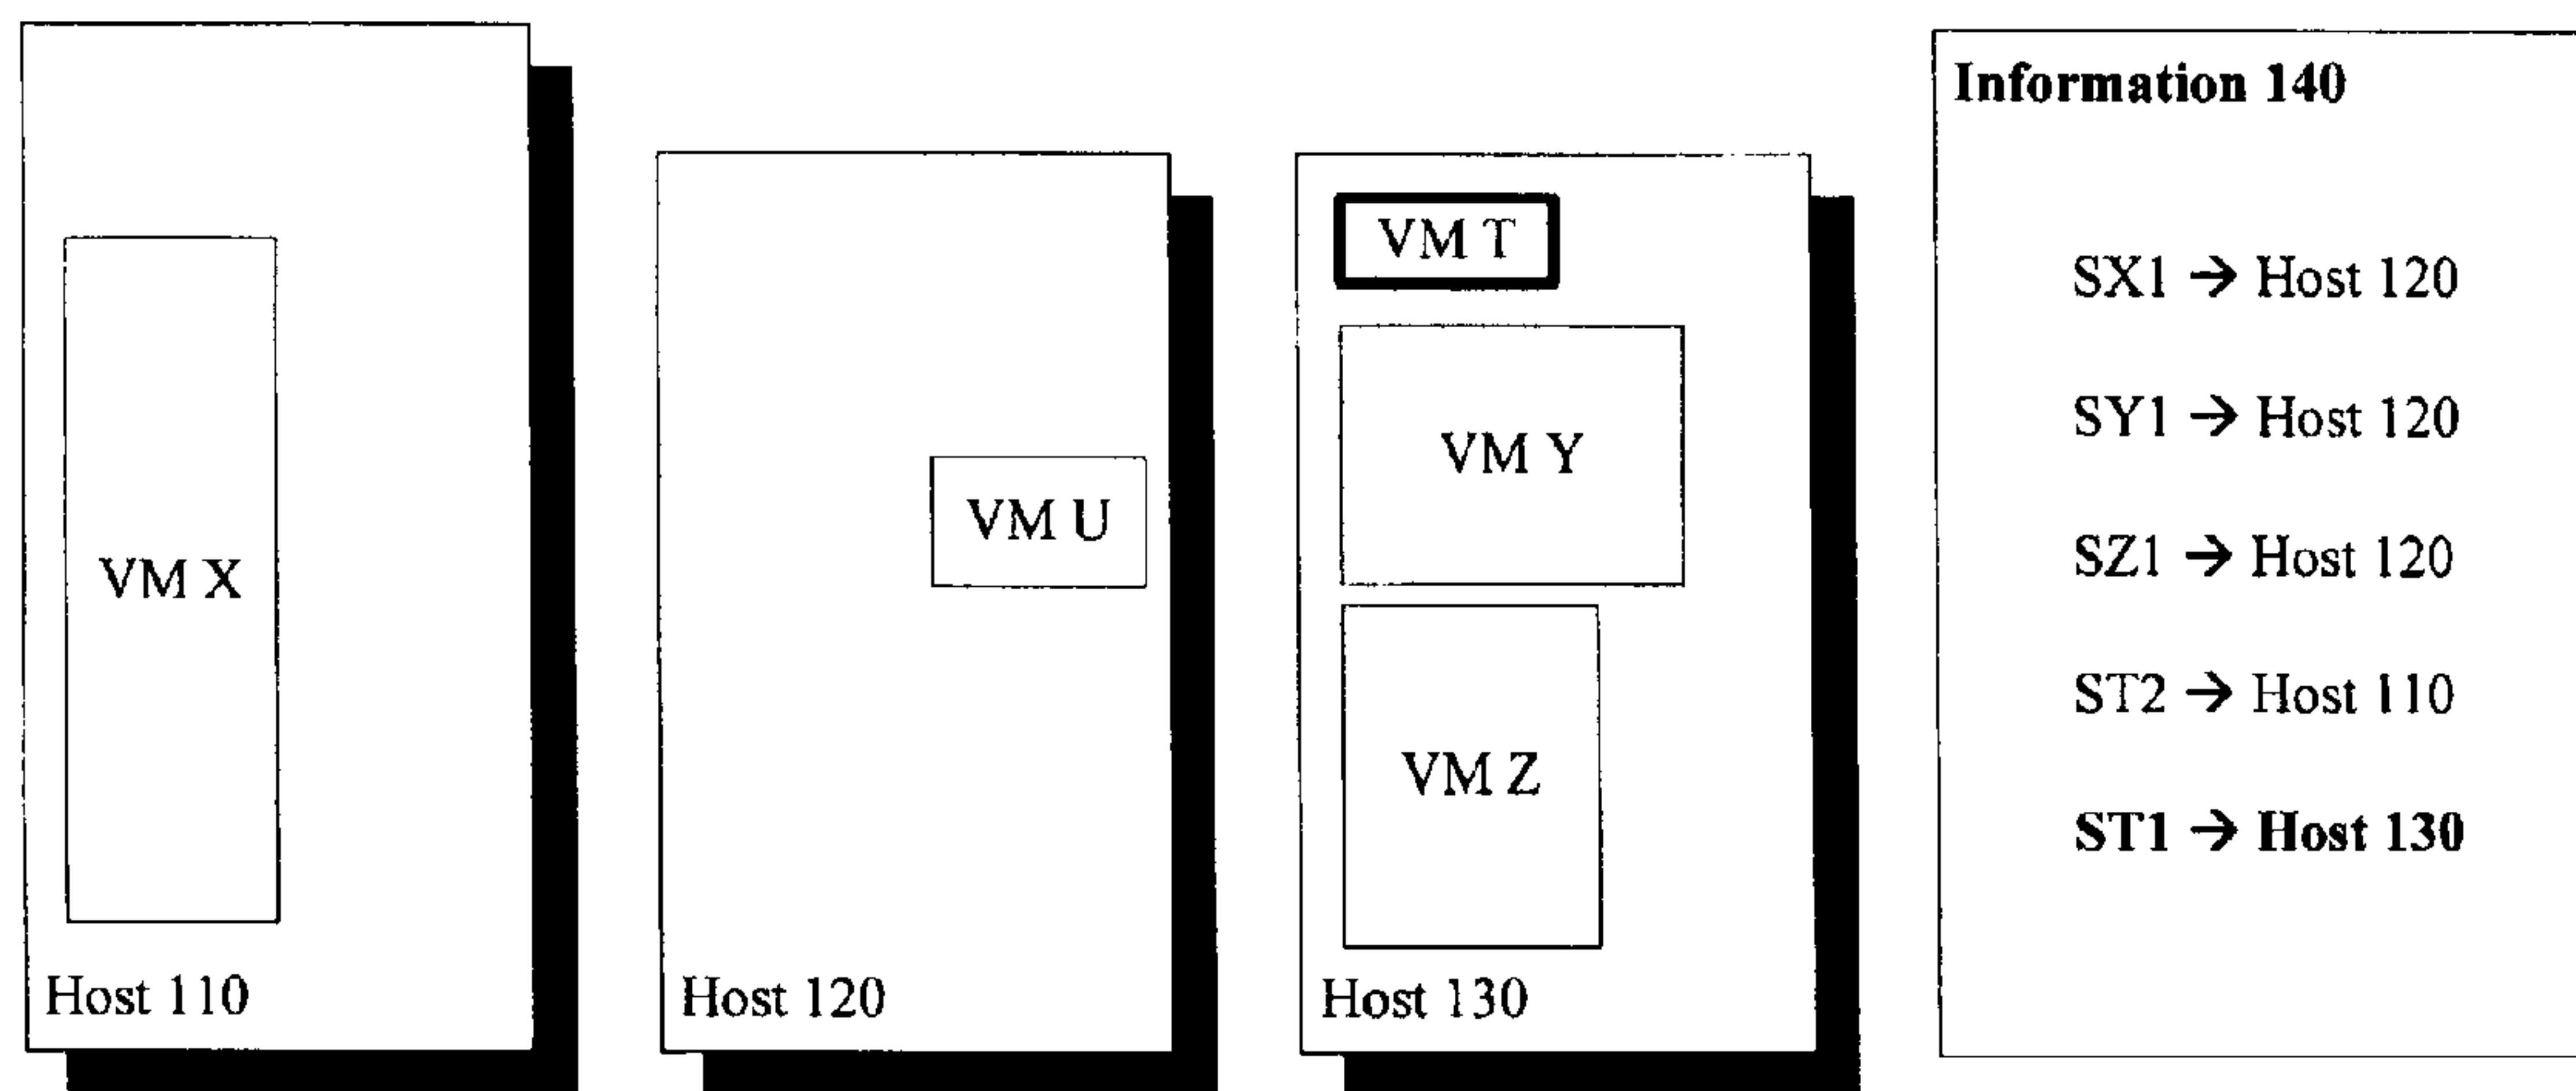 VM X
Host 110
VM U
Host 120
VM T
VM Y
VM Z
Host 130
Information 140
SX1 → Host 120
SY1 → Host 120
SZ1 → Host 120
ST2 → Host 110
ST1 → Host 130